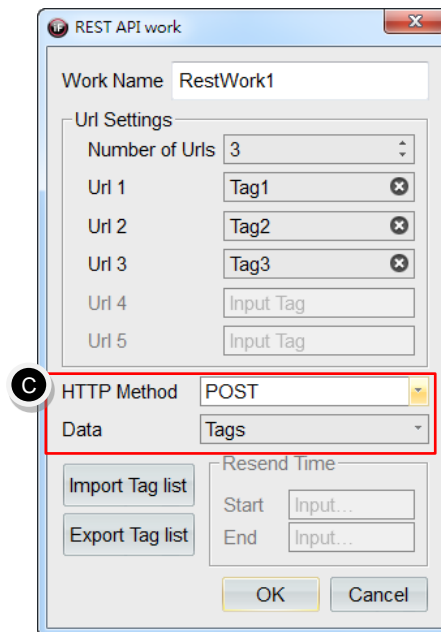 REST API work
Work Name RestWork1
Url Settings
Number of Urls 3
Url 1 Tag1
Url 2 Tag2
Url 3 Tag3
Url 4 Input Tag
Url 5 Input Tag
C
HTTP Method POST
Data Tags
Import Tag list
Export Tag list
Resend Time
Start Input...
End Input...
OK Cancel